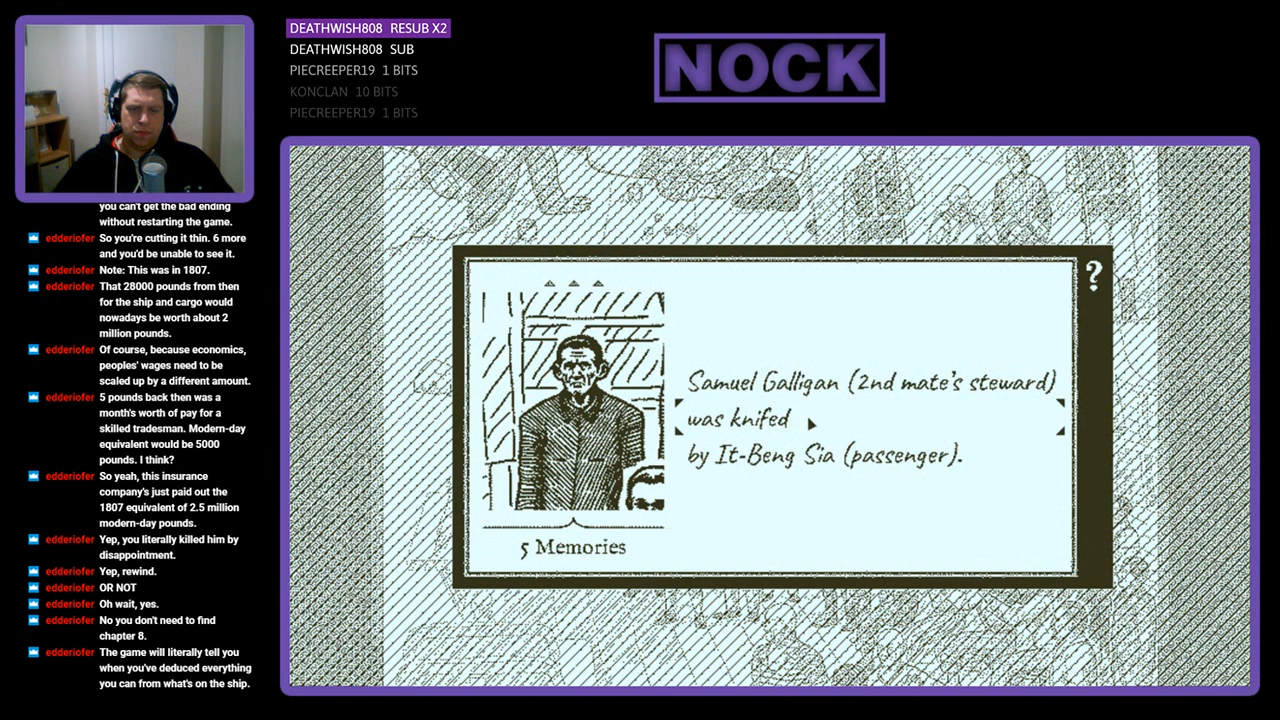 DEATHWISH808 RESUB X2
DEATHWISH808 SUB
PIECREEPER19 1 BITS
KONCLAN 10 BITS
PIECREEPER19 1 BITS
NOCK
you can't get the bad ending
without restarting the game.
edderiofer So you're cutting it thin. 6 more
and you'd be unable to see it.
edderiofer Note: This was in 1807.
edderiofer That 28000 pounds from then
for the ship and cargo would
nowadays be worth about 2
million pounds.
edderiofer Of course, because economics,
peoples' wages need to be
scaled up by a different amount.
edderiofer 5 pounds back then was a
month's worth of pay for a
skilled tradesman. Modern-day
equivalent would be 5000
pounds. I think?
edderiofer So yeah, this insurance
company's just paid out the
1807 equivalent of 2.5 million
modern-day pounds.
edderiofer Yep, you literally killed him by
disappointment.
edderiofer Yep, rewind.
edderiofer OR NOT
edderiofer Oh wait, yes.
edderiofer No you don't need to find
chapter 8.
edderiofer The game will literally tell you
when you've deduced everything
you can from what's on the ship.
?
Samuel Galligan (2nd mate's steward)
was knifed
by It-Beng Sia (passenger).
5 Memories